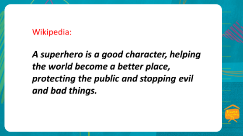 Wikipedia:
A superhero is a good character, helping
the world become a better place,
protecting the public and stopping evil
and bad things.